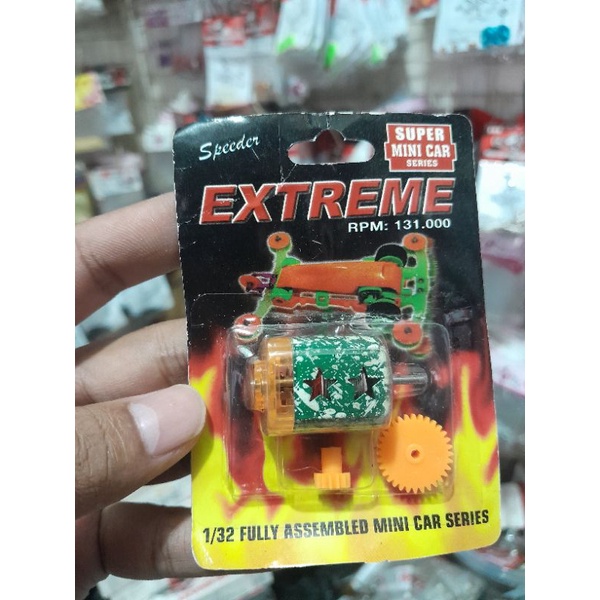 Speeder
SUPER
MINI CAR
SERIES
EXTREME
RPM: 131.000
1/32 FULLY ASSEMBLED MINI CAR SERIES